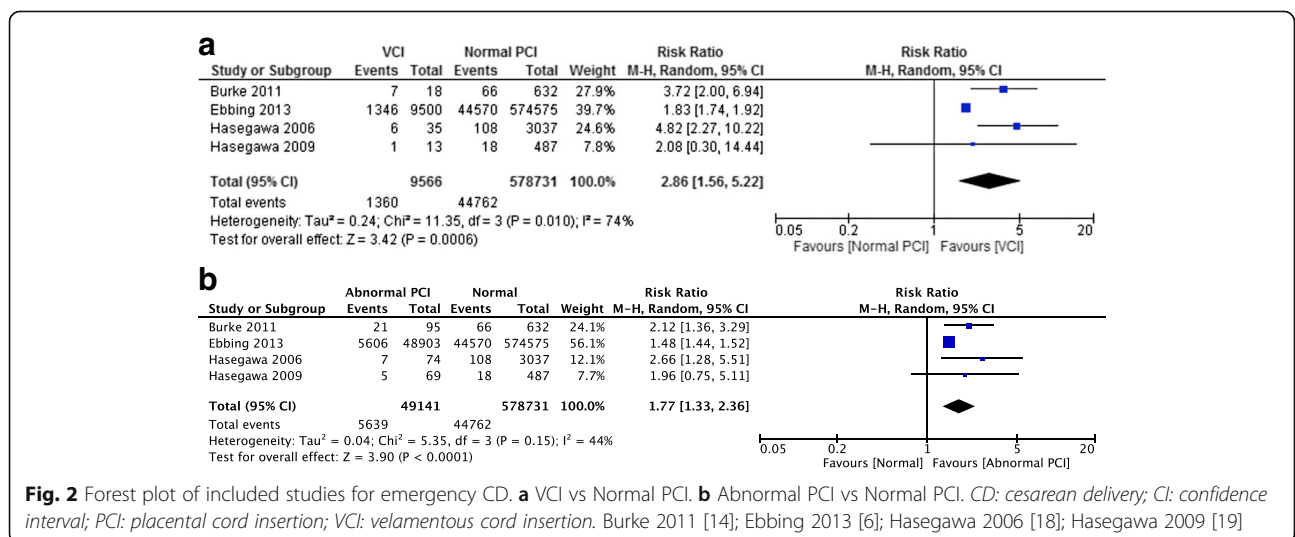 a
VCI Normal PCI Risk Ratio Risk Ratio
Study or Subgroup Events Total Events Total Weight M-H, Random, 95% CI M-H, Random, 95% CI
Burke 2011 7 18 66 632 27.9% 3.72 [2.00, 6.94]
Ebbing 2013 1346 9500 44570 574575 39.7% 1.83 [1.74, 1.92]
Hasegawa 2006 6 35 108 3037 24.6% 4.82 [2.27, 10.22]
Hasegawa 2009 1 13 18 487 7.8% 2.08 [0.30, 14.44]
Total (95% CI) 9566 578731 100.0% 2.86 [1.56, 5.22]
Total events 1360 44762
Heterogeneity: Tau² = 0.24; Chi² = 11.35, df = 3 (P = 0.010); I² = 74%
Test for overall effect: Z = 3.42 (P = 0.0006)
0.05 0.2 1 5 20
Favours [Normal PCI] Favours [VCI]
b
Abnormal PCI Normal Risk Ratio Risk Ratio
Study or Subgroup Events Total Events Total Weight M-H, Random, 95% CI M-H, Random, 95% CI
Burke 2011 21 95 66 632 24.1% 2.12 [1.36, 3.29]
Ebbing 2013 5606 48903 44570 574575 56.1% 1.48 [1.44, 1.52]
Hasegawa 2006 7 74 108 3037 12.1% 2.66 [1.28, 5.51]
Hasegawa 2009 5 69 18 487 7.7% 1.96 [0.75, 5.11]
Total (95% CI) 49141 578731 100.0% 1.77 [1.33, 2.36]
Total events 5639 44762
Heterogeneity: Tau² = 0.04; Chi² = 5.35, df = 3 (P = 0.15); I² = 44%
Test for overall effect: Z = 3.90 (P < 0.0001)
0.05 0.2 1 5 20
Favours [Normal] Favours [Abnormal PCI]
Fig. 2 Forest plot of included studies for emergency CD. a VCI vs Normal PCI. b Abnormal PCI vs Normal PCI. CD: cesarean delivery; CI: confidence
interval; PCI: placental cord insertion; VCI: velamentous cord insertion. Burke 2011 [14]; Ebbing 2013 [6]; Hasegawa 2006 [18]; Hasegawa 2009 [19]